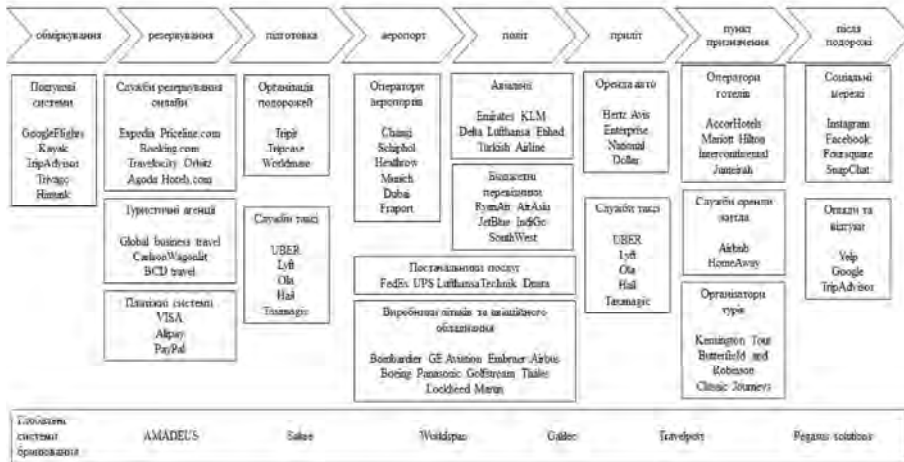 обміркування
резервування
підготовка
аеропорт
політ
приліт
пункт
призначення
після
подорожі
Пошукові
системи
GoogleFlights
Kayak
TripAdvisor
Trivago
Служби резервування
онлайн
Expedia Priceline.com
Booking.com
Travelocity Orbitz
Agoda Hotels.com
Туристичні агенції
Global business travel
CarlsonWagonlit
BCD travel
Платіжні системи
VISA
Alipay
PayPal
Організація
подорожей
Tripit
Tripcase
Worldmate
Служби таксі
UBER
Lyft
Ola
Hail
Taxmagic
Оператори
аеропортів
Changi
Schiphol
Heathrow
Munich
Dubai
Fraport
Авіалінії
Emirates KLM
Delta Lufthansa Etihad
Turkish Airline
Бюджетні
перевізники
RyanAir AirAsia
JetBlue IndiGo
SouthWest
Постачальники послуг
FedEx UPS LufthansaTechnik Dnata
Виробники літаків та авіаційного
обладнання
Bombardier GE Aviation Embraer Airbus
Boeing Panasonic Golfstream Thales
Lockheed Martin
Оренда авто
Hertz Avis
Enterprise
National
Dollar
Служби таксі
UBER
Lyft
Ola
Hail
Taxmagic
Оператори
готелів
AccorHotels
Mariott Hilton
Intercontinental
Jumeirah
Служби оренди
житла
Airbnb
HomeAway
Організатори
турів
Kensington Tour
Butterfield and
Robinson
Classic Journeys
Соціальні
мережі
Instagram
Facebook
Foursquare
SnapChat
Огляди та
відгуки
Yelp
Google
TripAdvisor
Глобальні
системи
бронювання
AMADEUS
Sabre
Worldspan
Galileo
Travelport
Pegasus solutions